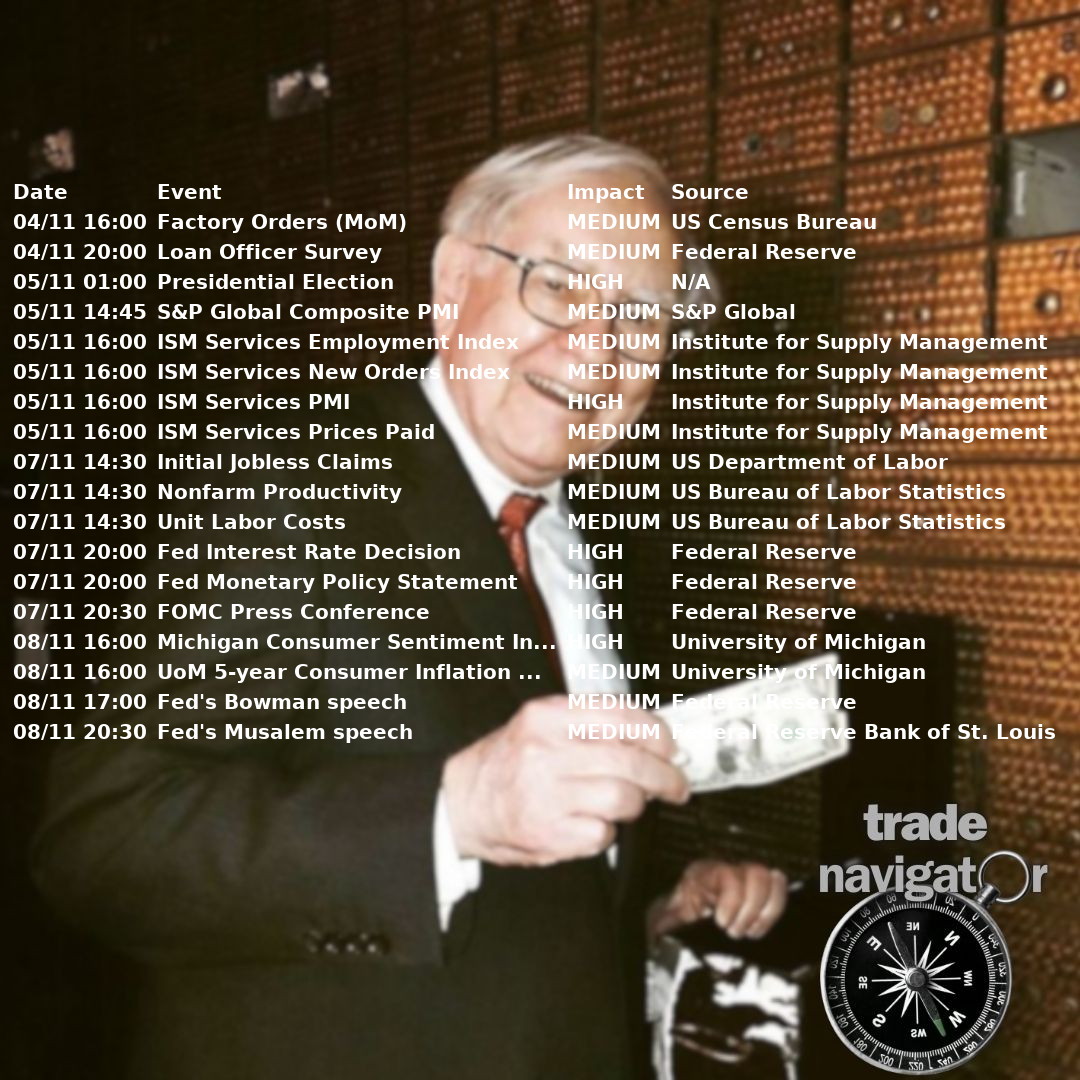 Date Event Impact Source
04/11 16:00 Factory Orders (MoM) MEDIUM US Census Bureau
04/11 20:00 Loan Officer Survey MEDIUM Federal Reserve
05/11 01:00 Presidential Election HIGH N/A
05/11 14:45 S&P Global Composite PMI MEDIUM S&P Global
05/11 16:00 ISM Services Employment Index MEDIUM Institute for Supply Management
05/11 16:00 ISM Services New Orders Index MEDIUM Institute for Supply Management
05/11 16:00 ISM Services PMI HIGH Institute for Supply Management
05/11 16:00 ISM Services Prices Paid MEDIUM Institute for Supply Management
07/11 14:30 Initial Jobless Claims MEDIUM US Department of Labor
07/11 14:30 Nonfarm Productivity MEDIUM US Bureau of Labor Statistics
07/11 14:30 Unit Labor Costs MEDIUM US Bureau of Labor Statistics
07/11 20:00 Fed Interest Rate Decision HIGH Federal Reserve
07/11 20:00 Fed Monetary Policy Statement HIGH Federal Reserve
07/11 20:30 FOMC Press Conference HIGH Federal Reserve
08/11 16:00 Michigan Consumer Sentiment In... HIGH University of Michigan
08/11 16:00 UoM 5-year Consumer Inflation ... MEDIUM University of Michigan
08/11 17:00 Fed's Bowman speech MEDIUM Federal Reserve
08/11 20:30 Fed's Musalem speech MEDIUM Federal Reserve Bank of St. Louis
trade
navigator
NE
E N
SE NW
S W
SW